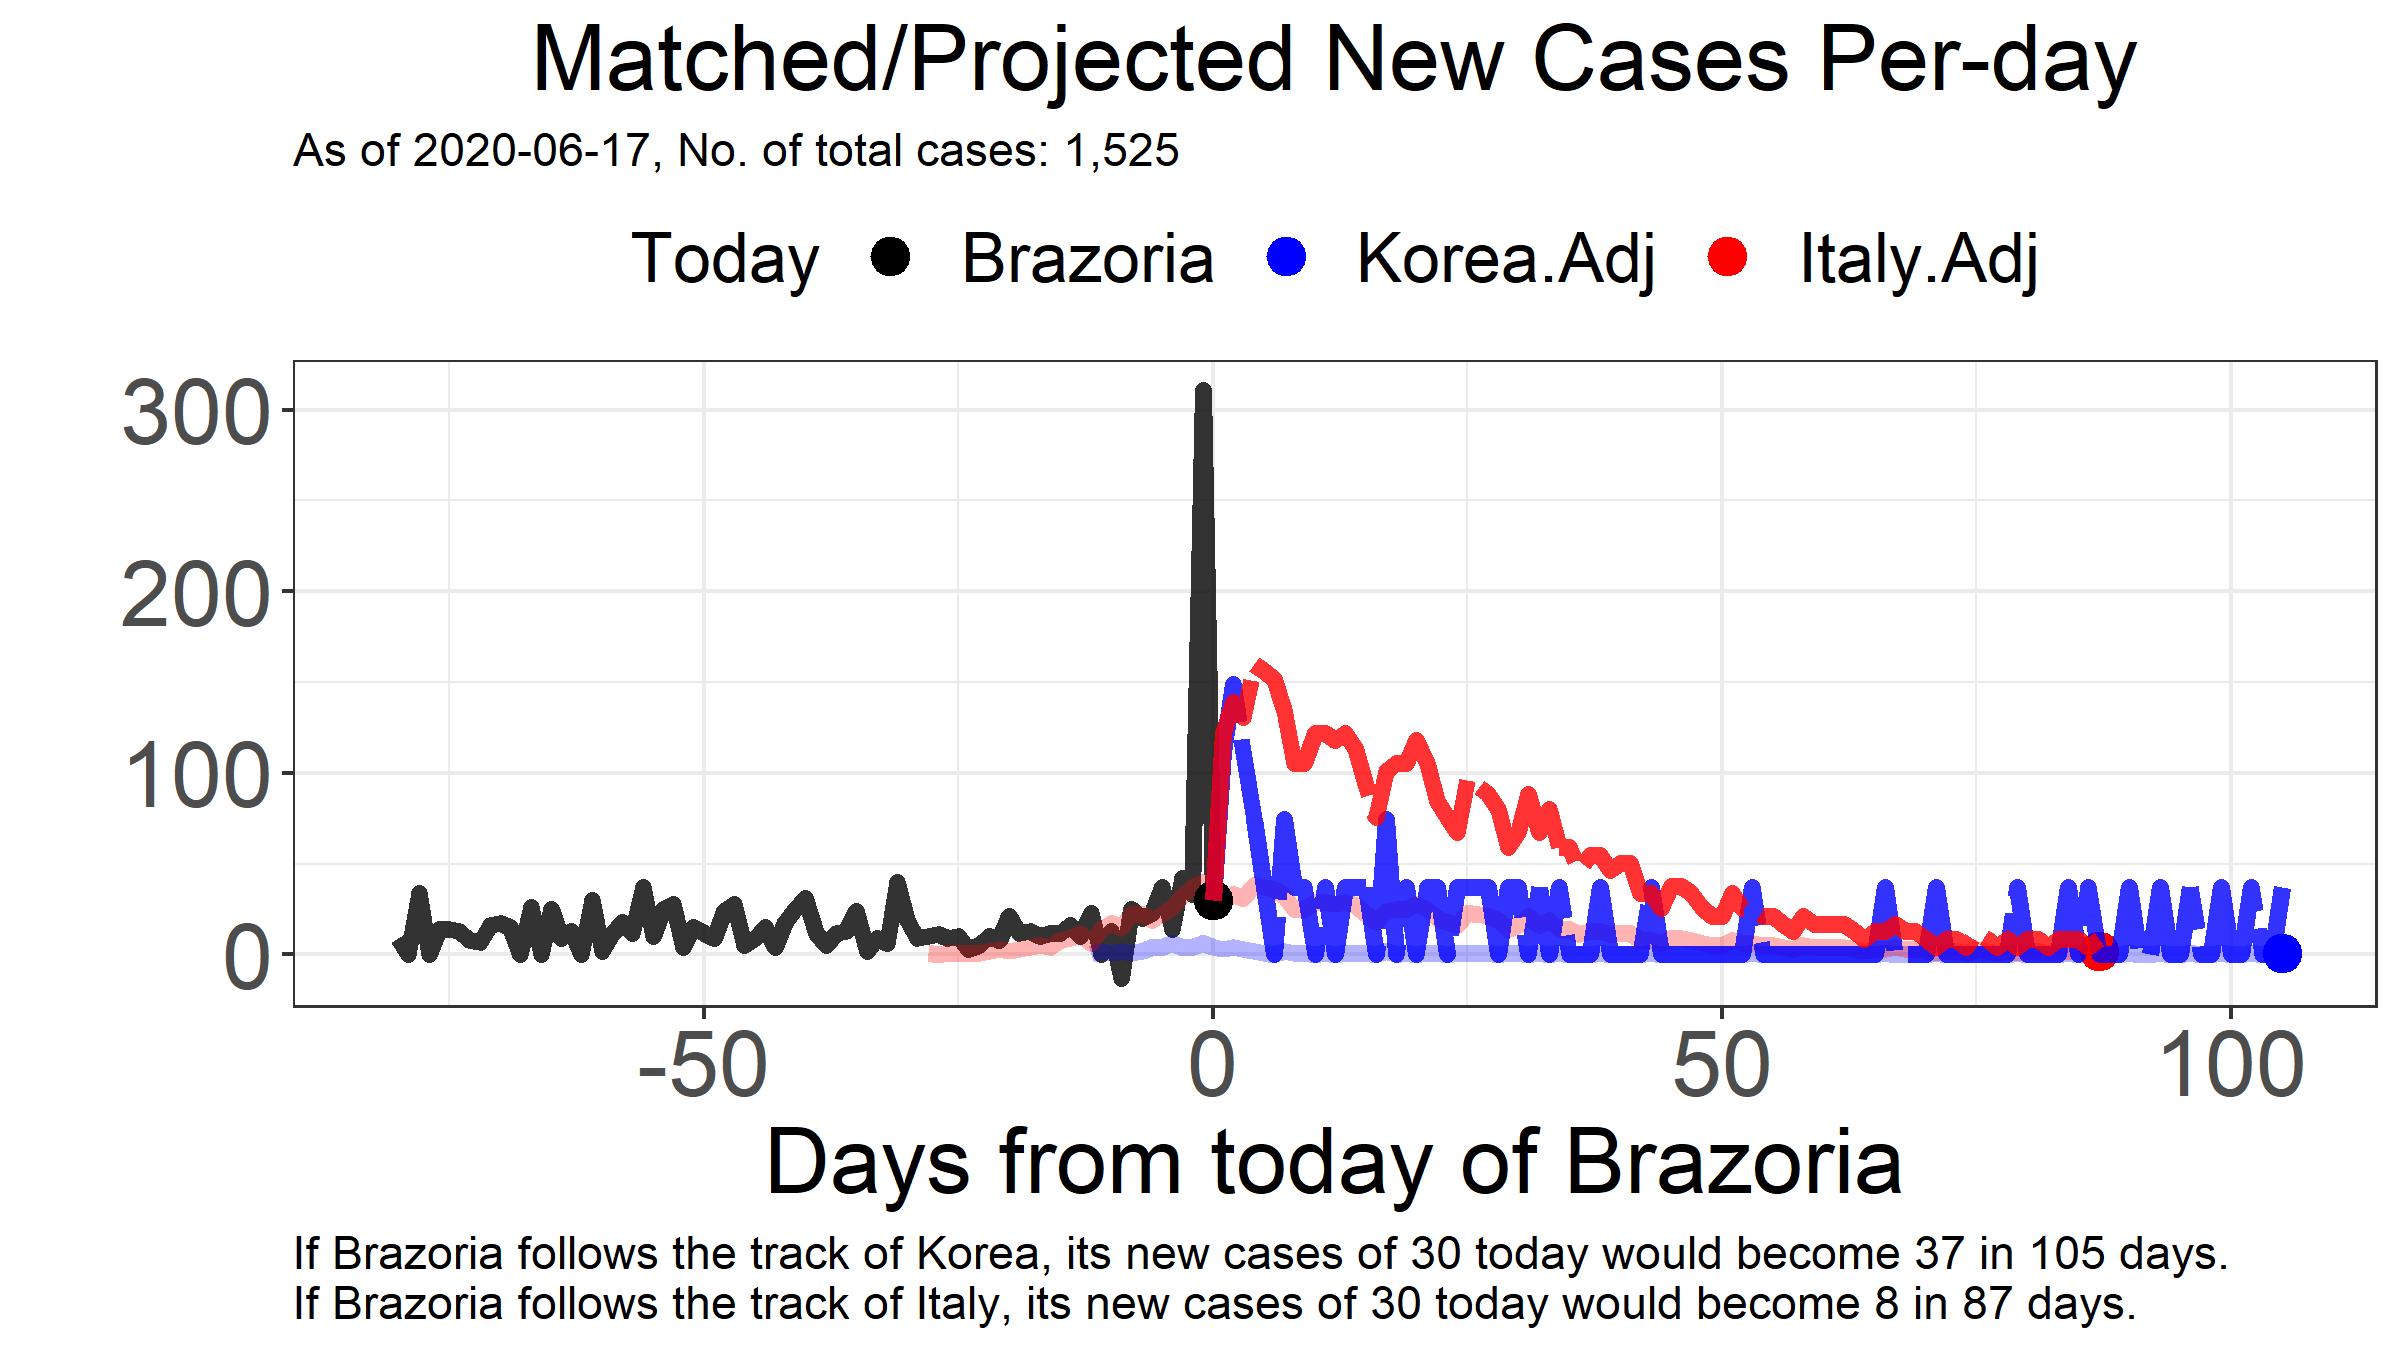 Matched/Projected New Cases Per-day
As of 2020-06-17, No. of total cases: 1,525
Today Brazoria Korea.Adj Italy.Adj
300
200
100
0
-50 0 50 100
Days from today of Brazoria
If Brazoria follows the track of Korea, its new cases of 30 today would become 37 in 105 days.
If Brazoria follows the track of Italy, its new cases of 30 today would become 8 in 87 days.